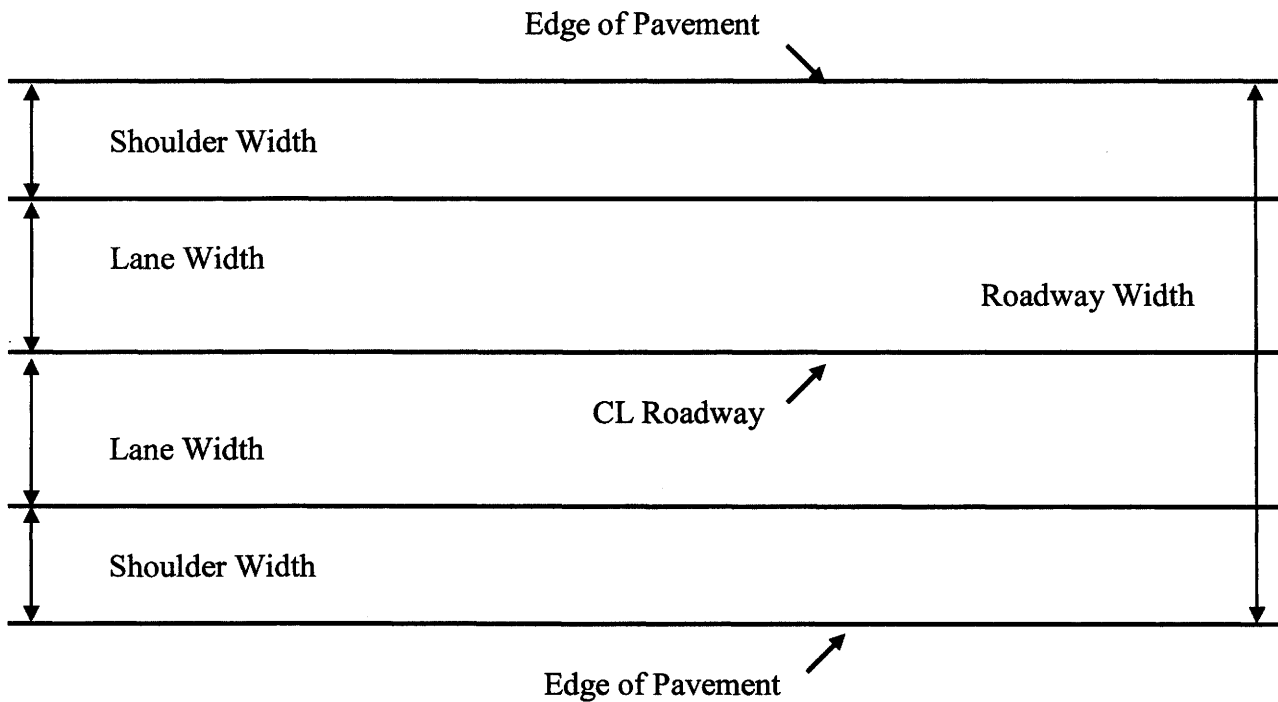 Edge of Pavement
Shoulder Width
Lane Width
Roadway Width
CL Roadway
Lane Width
Shoulder Width
Edge of Pavement